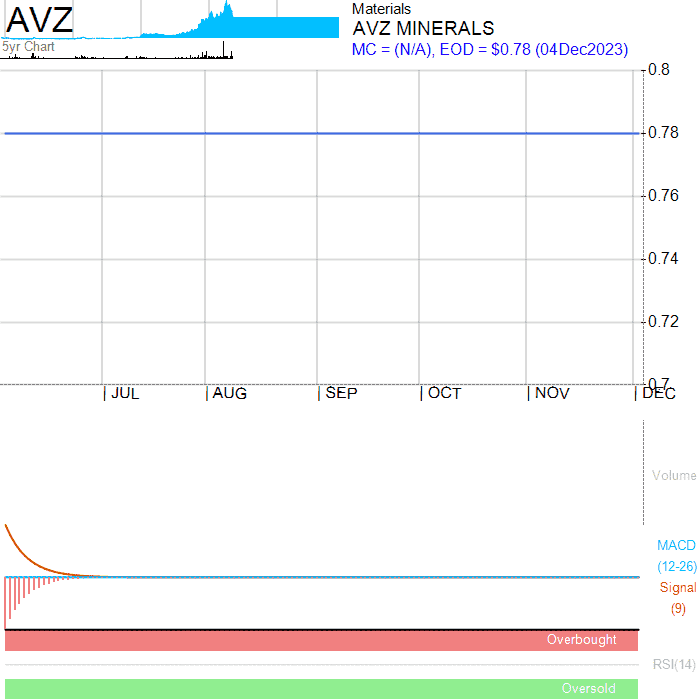 AVZ
5yr Chart
Materials
AVZ MINERALS
MC = (N/A), EOD = $0.78 (04Dec2023)
0.8
0.78
0.76
0.74
0.72
0.7
JUL AUG SEP OCT NOV DEC
Volume
MACD
(12-26)
Signal
(9)
Overbought
RSI(14)
Oversold